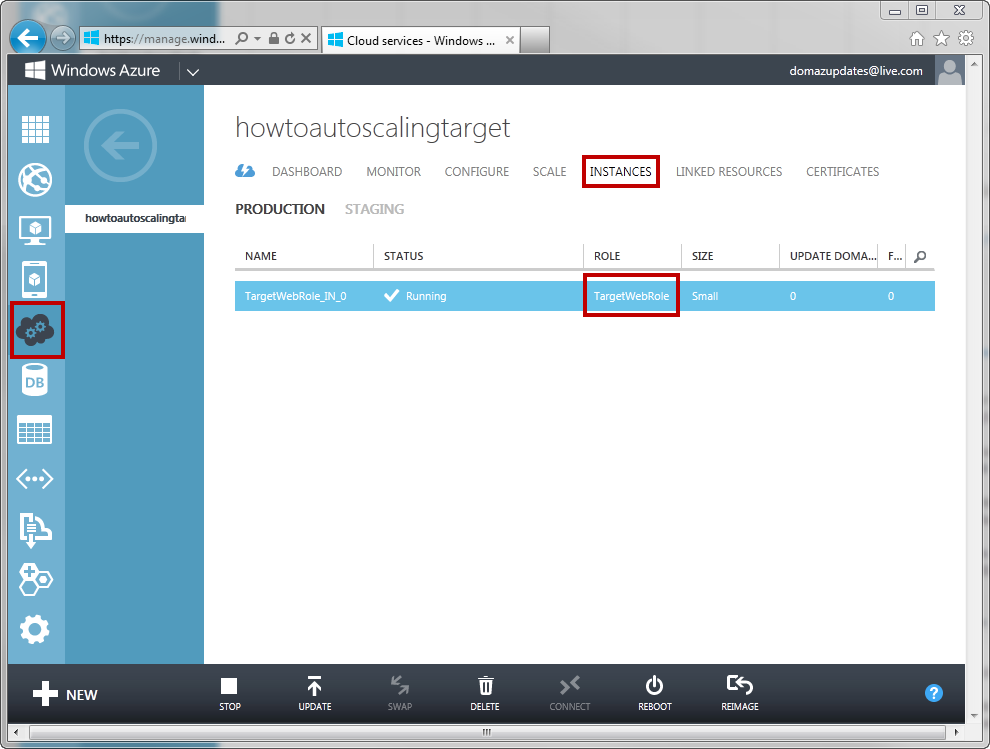 https://manage.wind...
Cloud services - Windows ...
Windows Azure
domazupdates@live.com
howtoautoscalingtar
howtoautoscalingtarget
DASHBOARD MONITOR CONFIGURE SCALE INSTANCES LINKED RESOURCES CERTIFICATES
PRODUCTION STAGING
NAME STATUS ROLE SIZE UPDATE DOMA... F...
TargetWebRole_IN_0 Running TargetWebRole Small 0 0
DB
NEW
STOP UPDATE SWAP DELETE CONNECT REBOOT REIMAGE
?